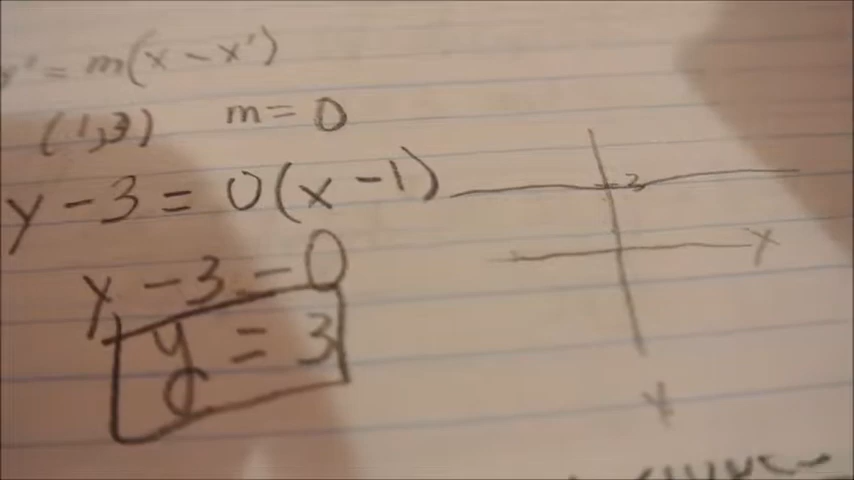 y' = m(x - x')
(1,3) m = 0
y - 3 = 0(x - 1)
3
x
y - 3 = 0
y = 3
y